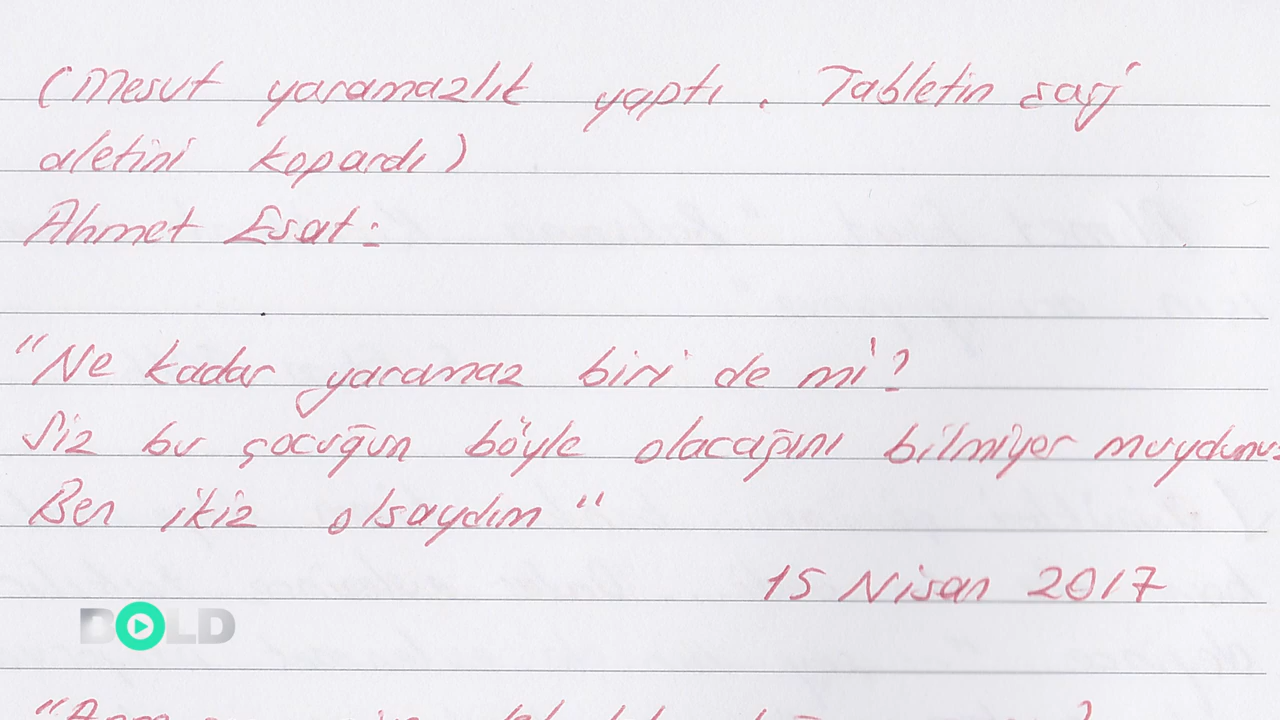 (Mesut yaramazlık yaptı. Tabletin şarj
aletini kopardı)
Ahmet Esat:
"Ne kadar yaramaz biri de mi?
Siz bu çocuğun böyle olacağını bilmiyor muydunuz
Ben ikiz olsaydım"
15 Nisan 2017
BOLD